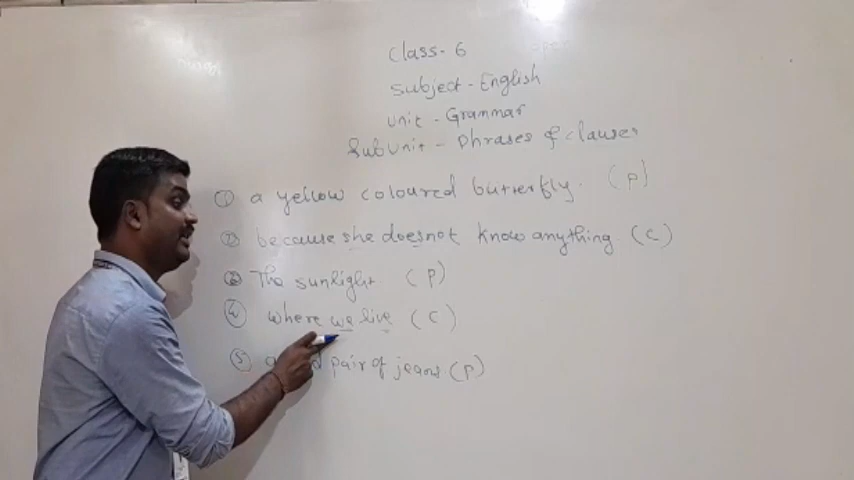 Class- 6
Subject - English
Unit - Grammar
SubUnit - Phrases & clauses
① a yellow coloured butterfly. (P)
② because she doesnot know anything. (C)
③ The sunlight. (P)
④ where we live (C)
⑤ a pair of jeans (P)